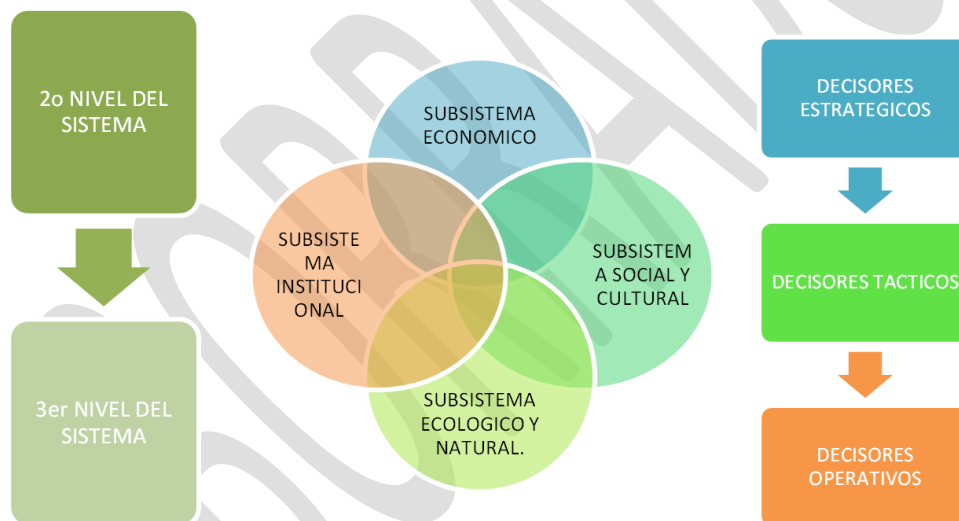 2o NIVEL DEL
SISTEMA
3er NIVEL DEL
SISTEMA
SUBSISTEMA
ECONOMICO
SUBSISTE
MA
INSTITUCI
ONAL
SUBSISTEM
A SOCIAL Y
CULTURAL
SUBSISTEMA
ECOLOGICO Y
NATURAL.
DECISORES
ESTRATEGICOS
DECISORES TACTICOS
DECISORES
OPERATIVOS